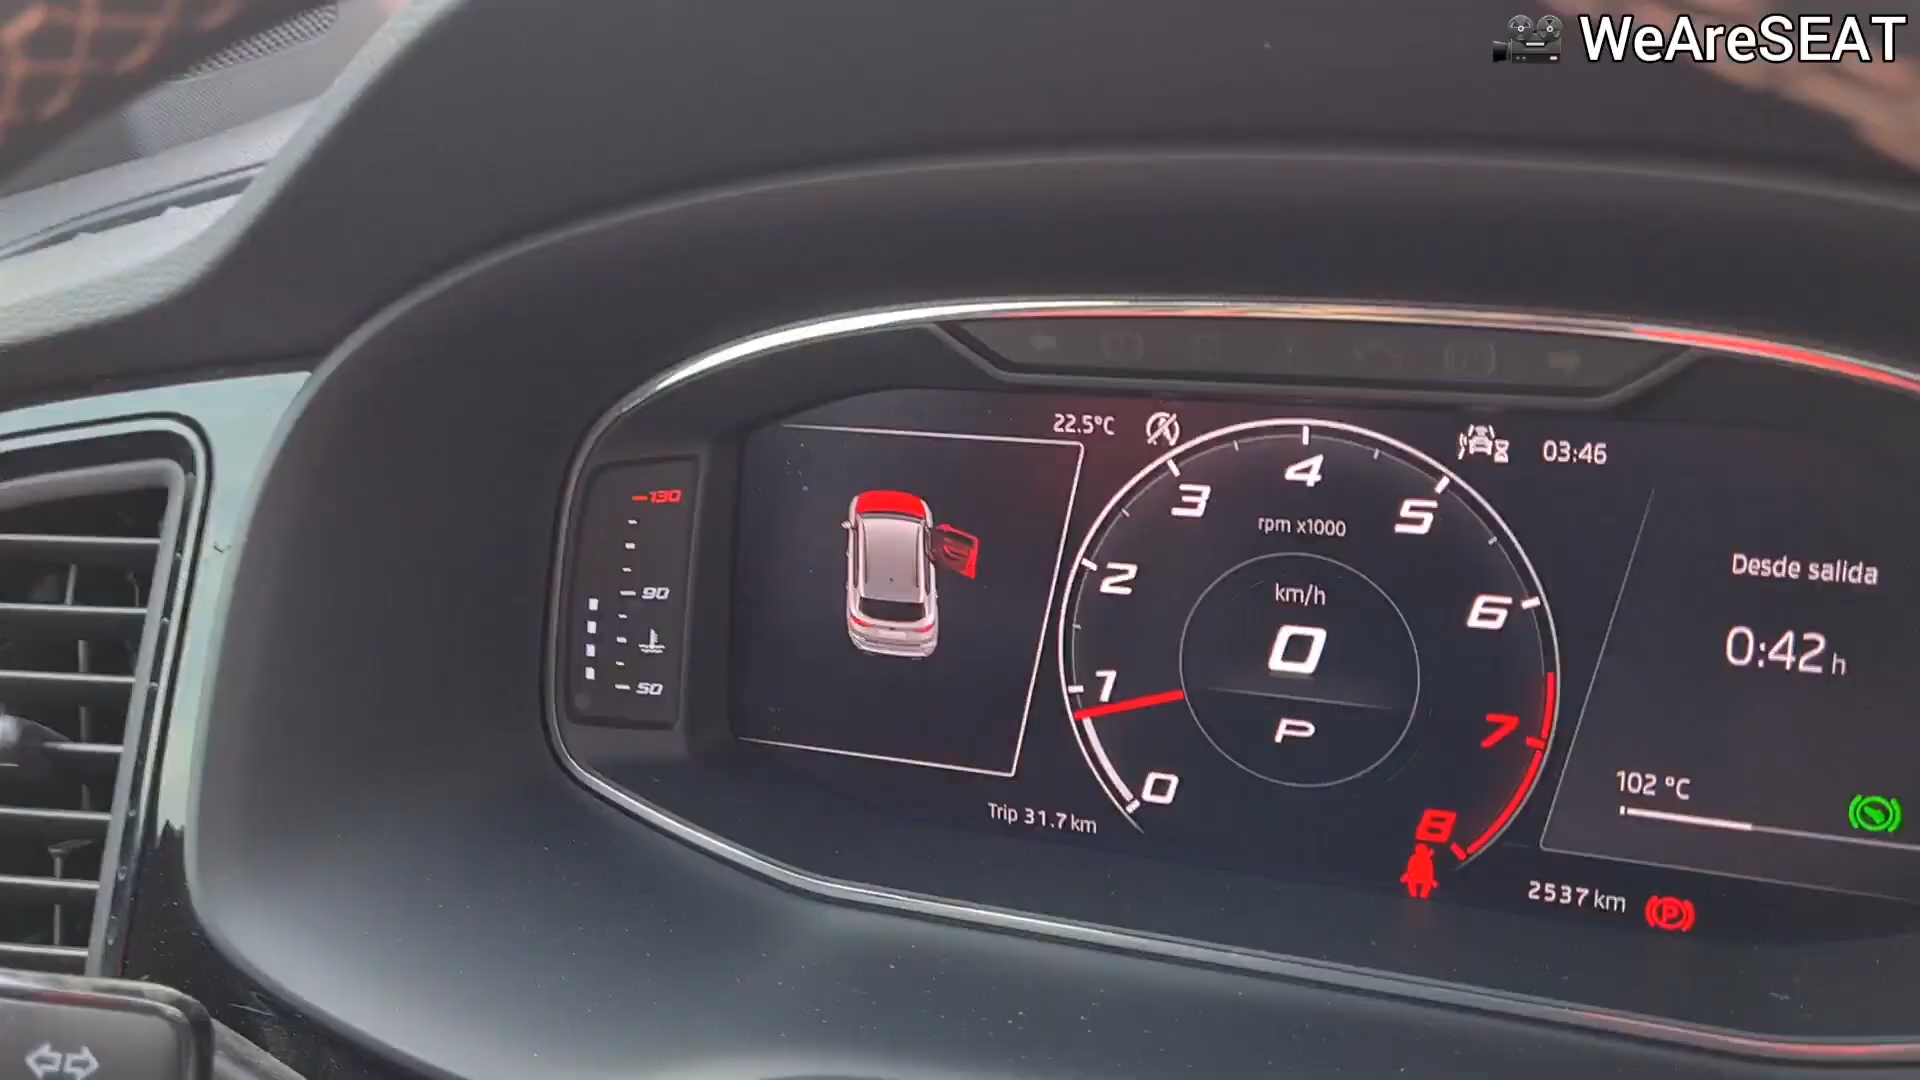 WeAreSEAT
22.5°C
03:46
130
90
50
rpm x1000
0
1
2
3
4
5
6
7
8
km/h
0
P
Desde salida
0:42 h
102 °C
Trip 31.7 km
2537 km
P